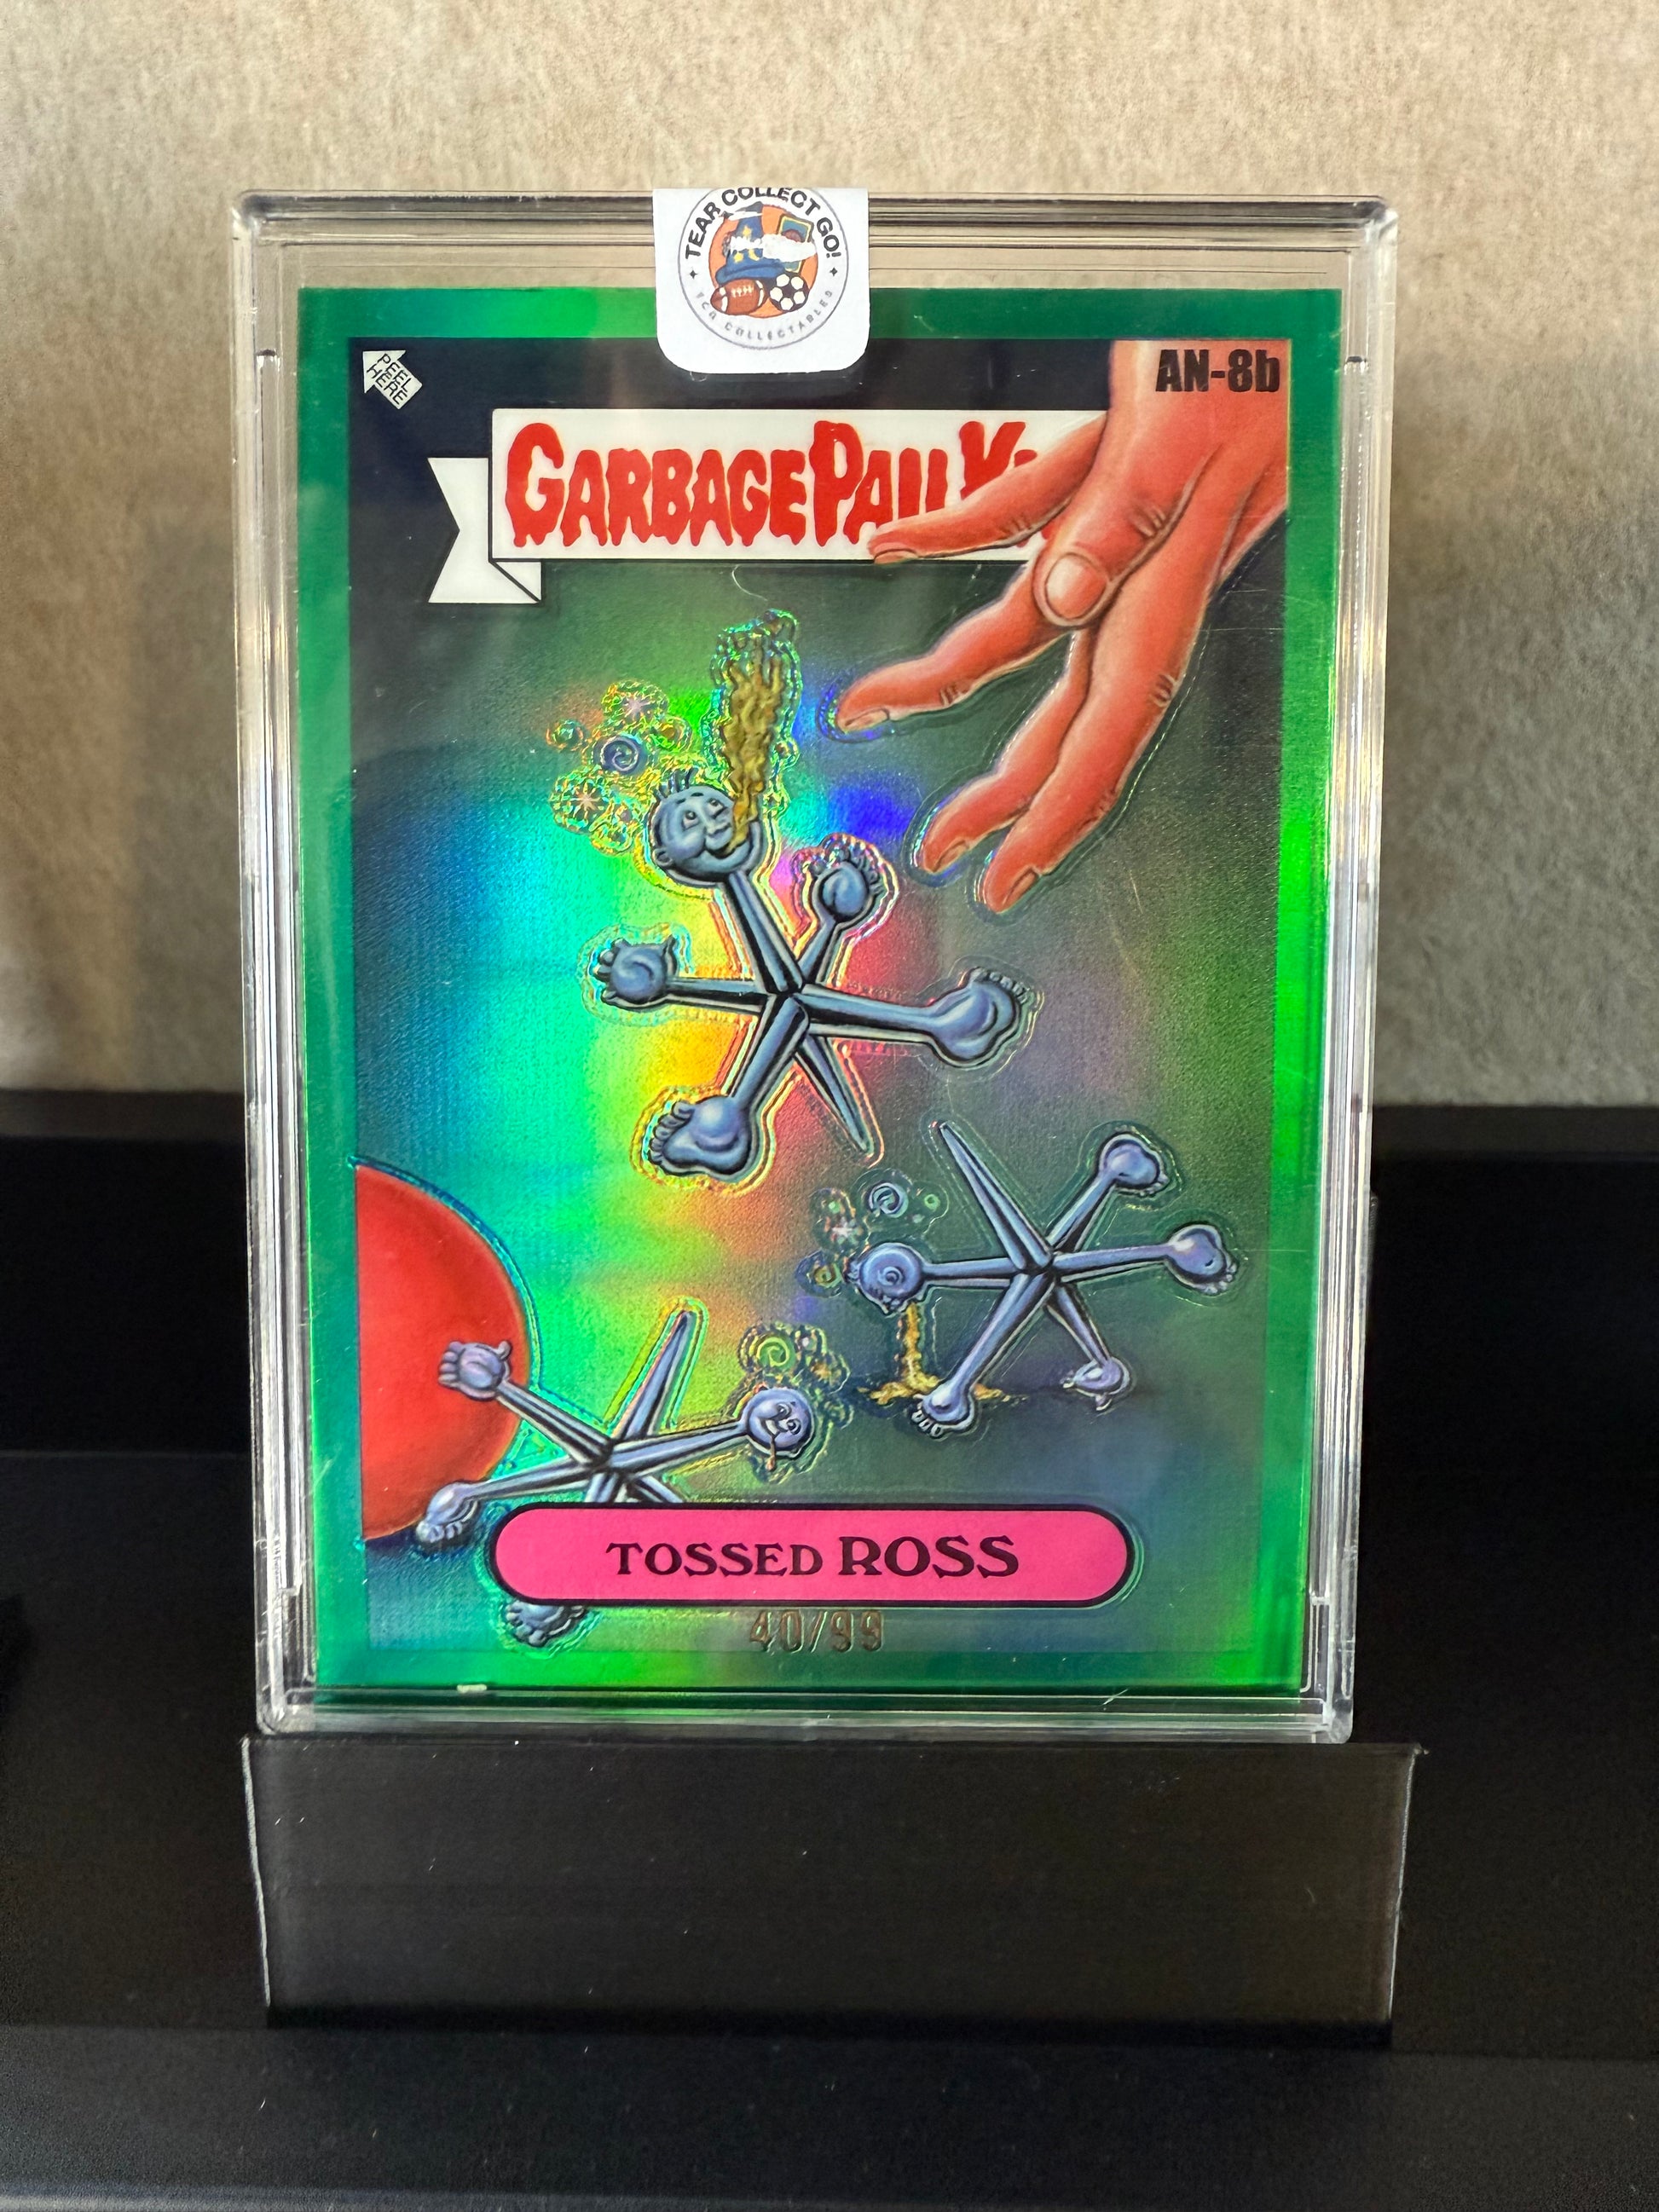 TEAR COLLECT GO!
TCG COLLECTABLES
PEEL
HERE
AN-8b
GARBAGE PAIL
TOSSED ROSS
40/99